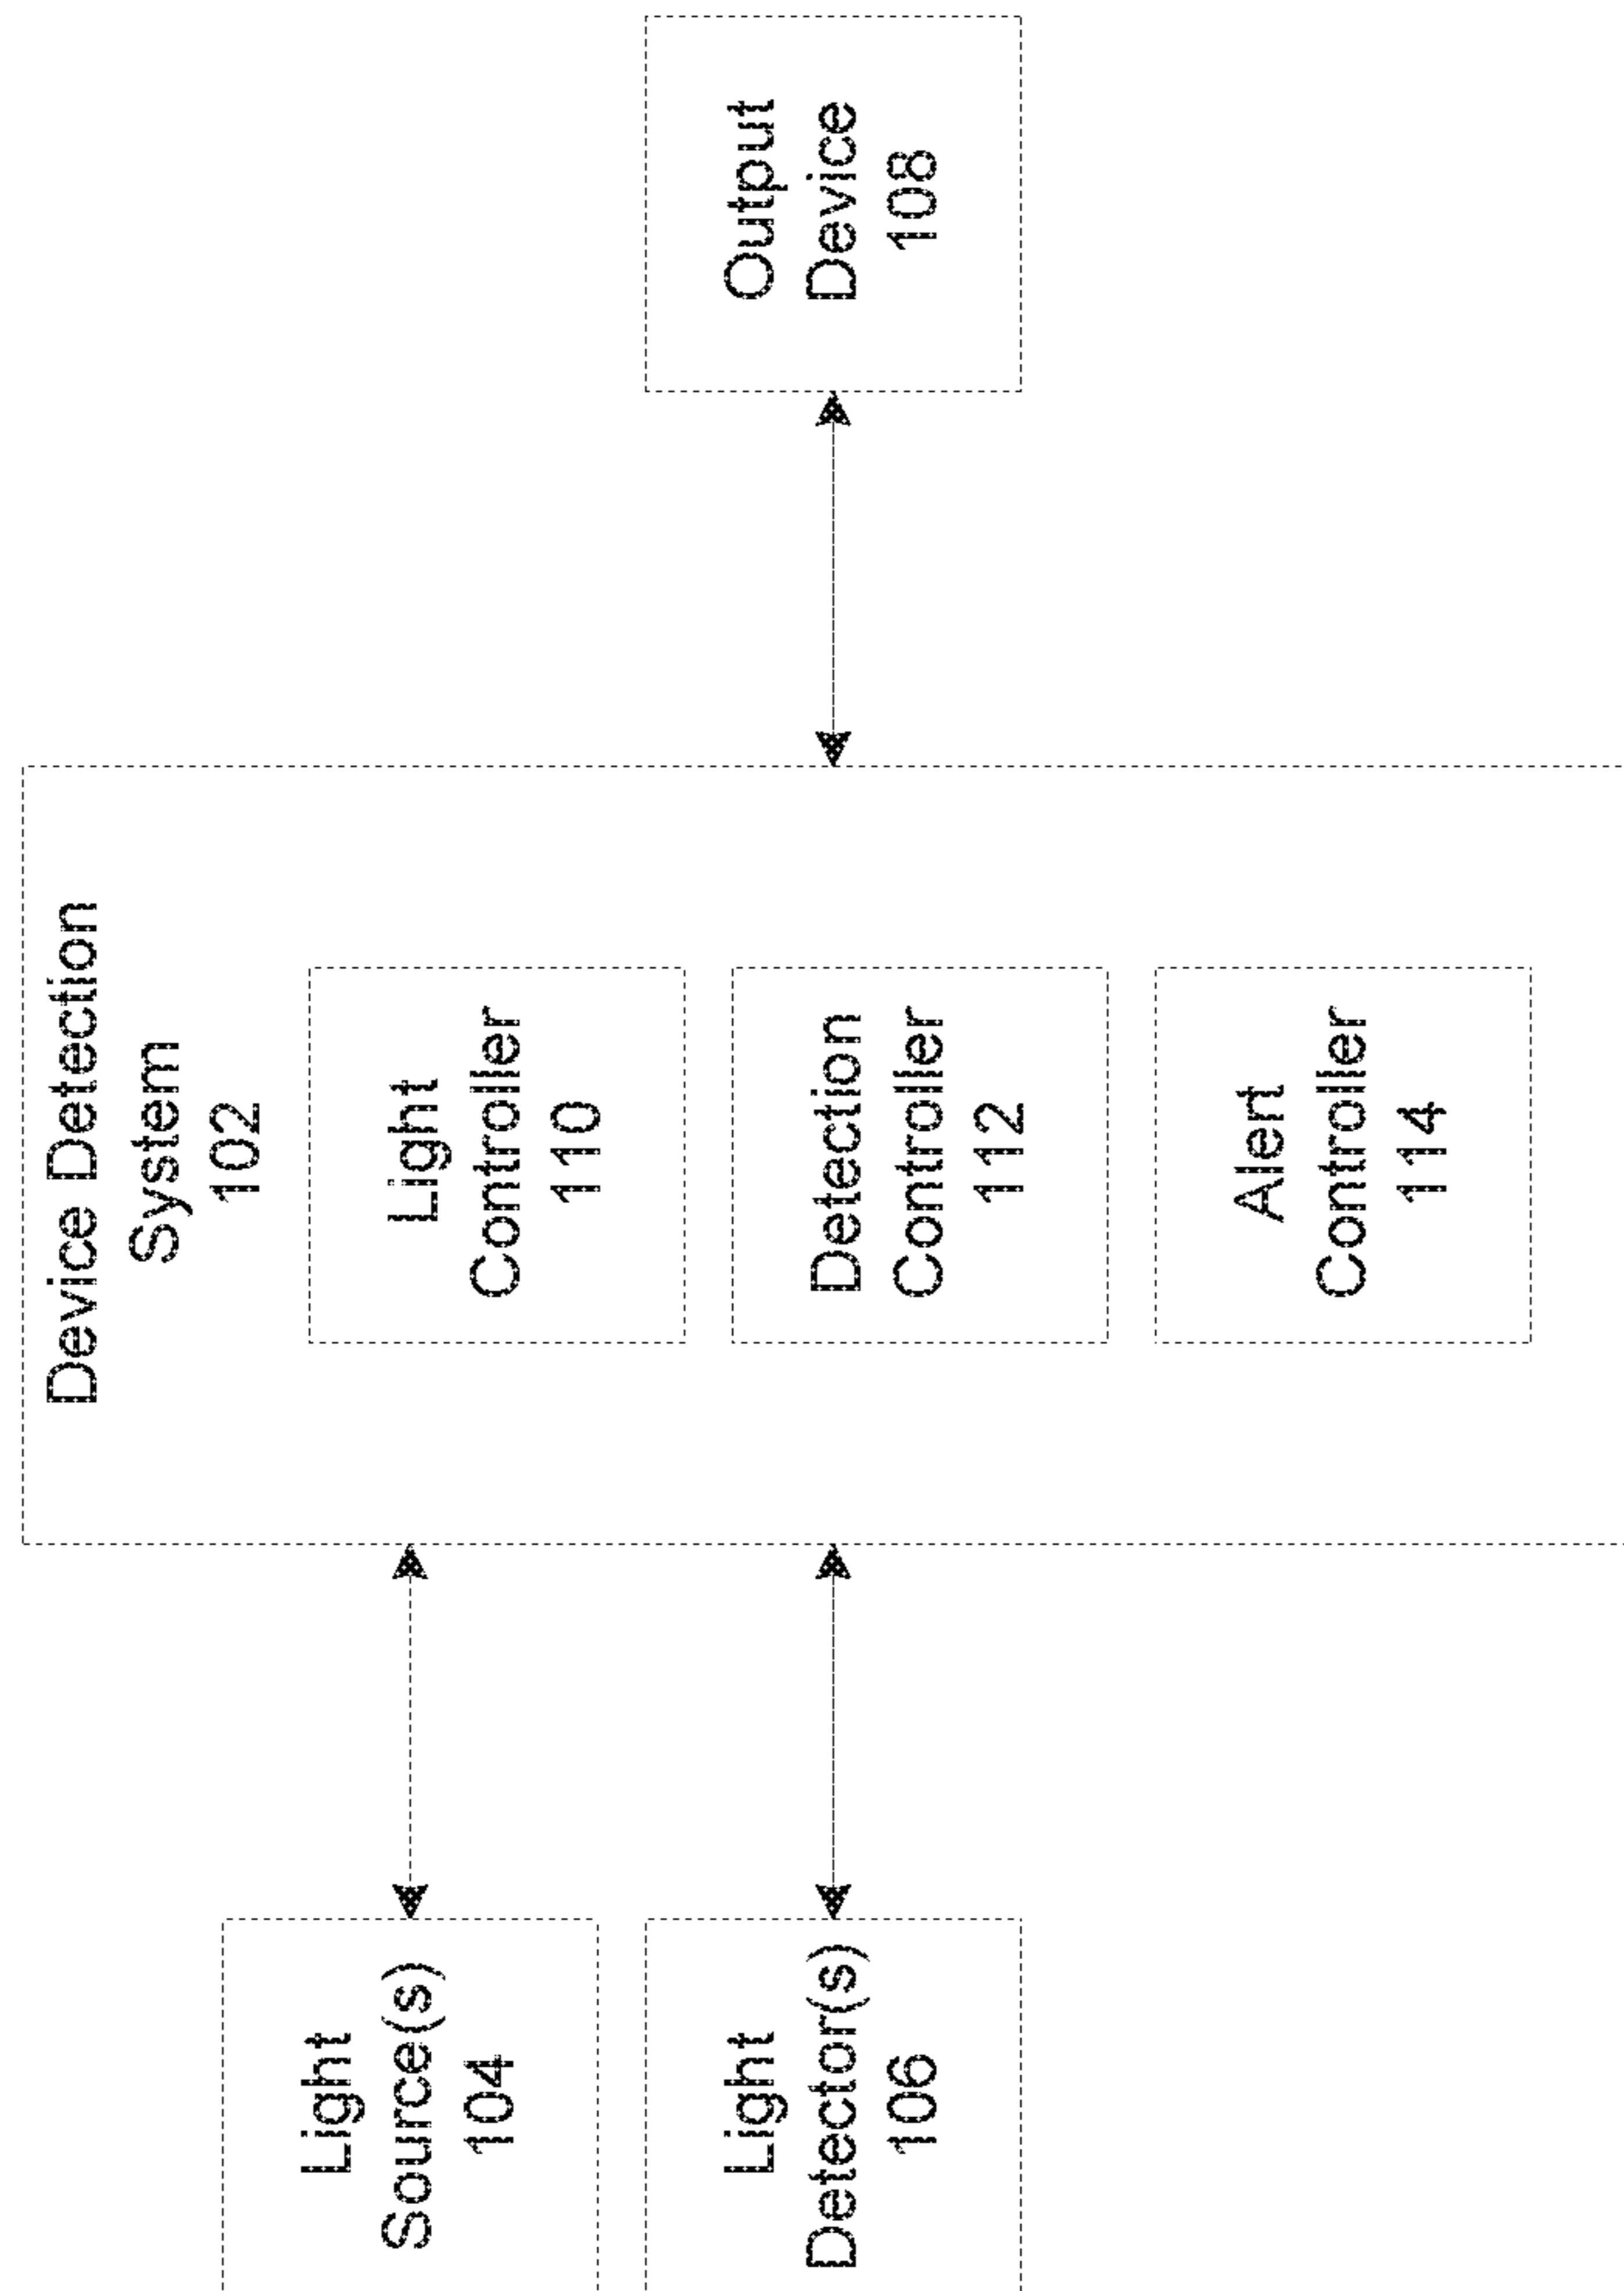 Device Detection
System
102
Light
Source(s)
104
Light
Detector(s)
106
Light
Controller
110
Detection
Controller
112
Alert
Controller
114
Output
Device
108